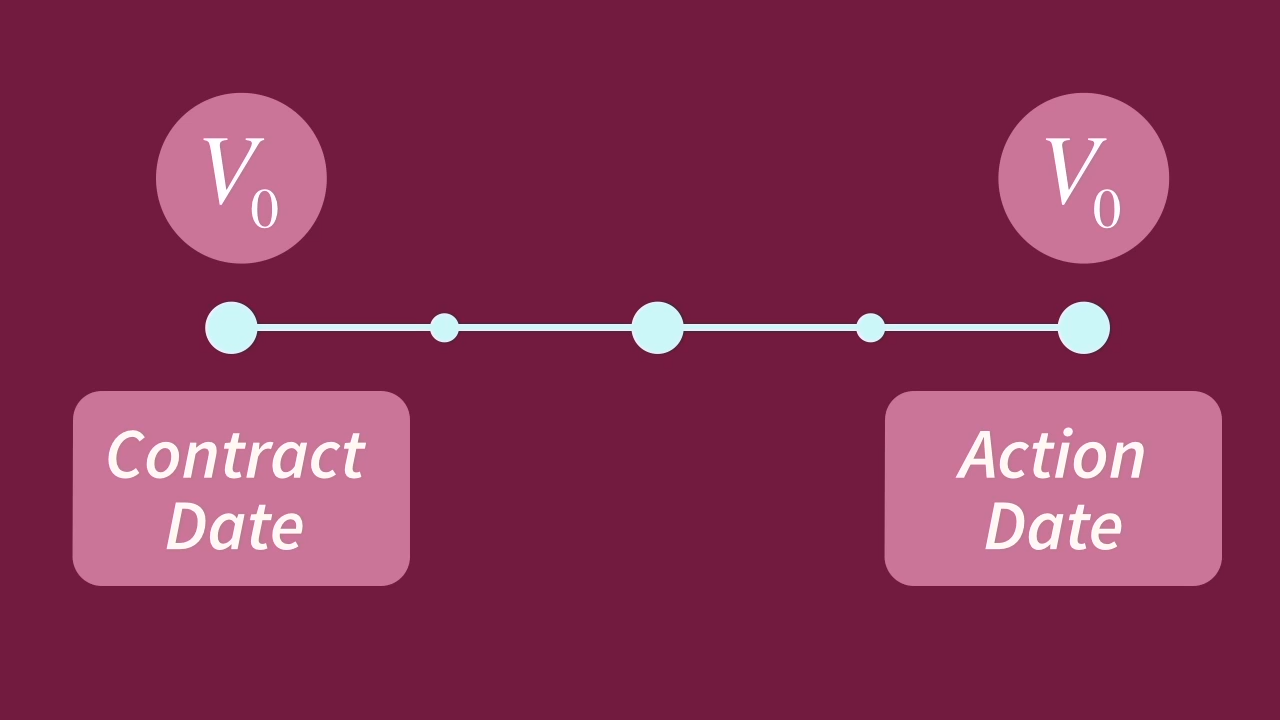 V₀ V₀
Contract
Date
Action
Date